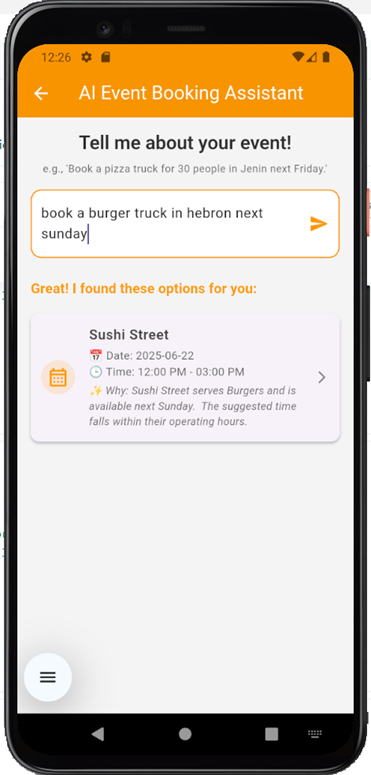 12:26
AI Event Booking Assistant
Tell me about your event!
e.g., 'Book a pizza truck for 30 people in Jenin next Friday.'
book a burger truck in hebron next
sunday
Great! I found these options for you:
Sushi Street
📅 Date: 2025-06-22
🕒 Time: 12:00 PM - 03:00 PM
✨ Why: Sushi Street serves Burgers and is
available next Sunday. The suggested time
falls within their operating hours.